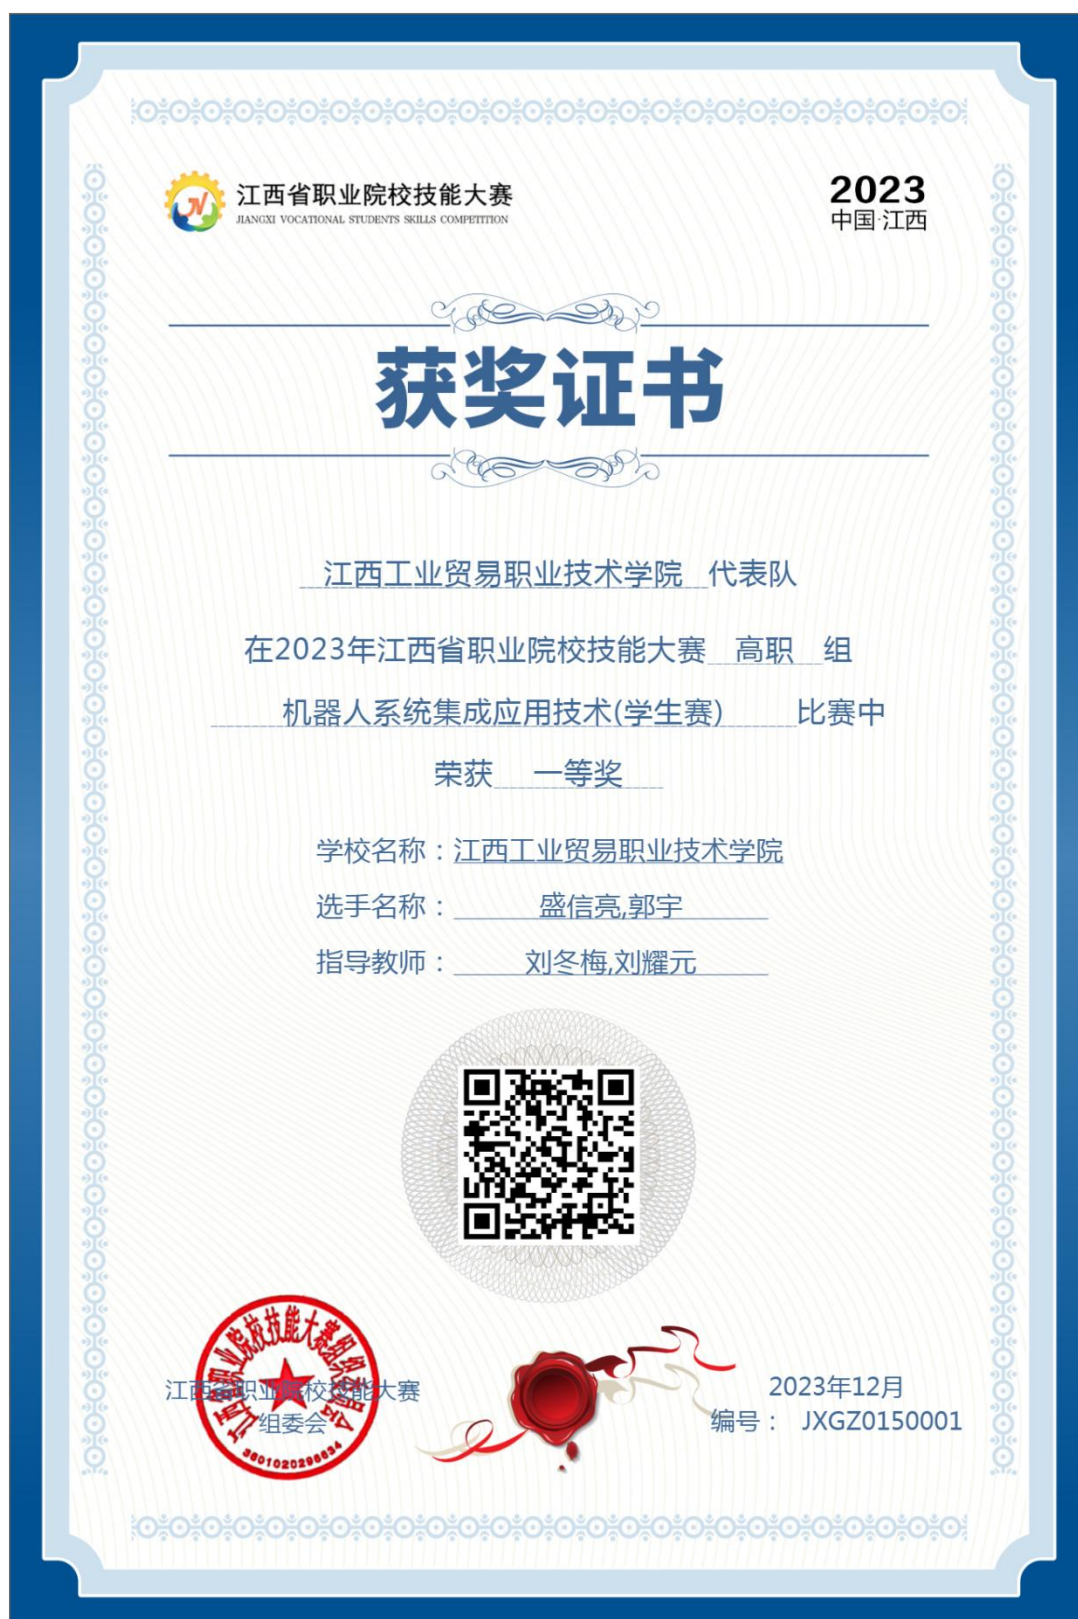 江西省职业院校技能大赛
JIANGXI VOCATIONAL STUDENTS SKILLS COMPETITION
2023
中国·江西
获奖证书
江西工业贸易职业技术学院 代表队
在2023年江西省职业院校技能大赛 高职 组
机器人系统集成应用技术(学生赛) 比赛中
荣获 一等奖
学校名称：江西工业贸易职业技术学院
选手名称： 盛信亮,郭宇
指导教师： 刘冬梅,刘耀元
江西省职业院校技能大赛
组委会
2023年12月
编号： JXGZ0150001